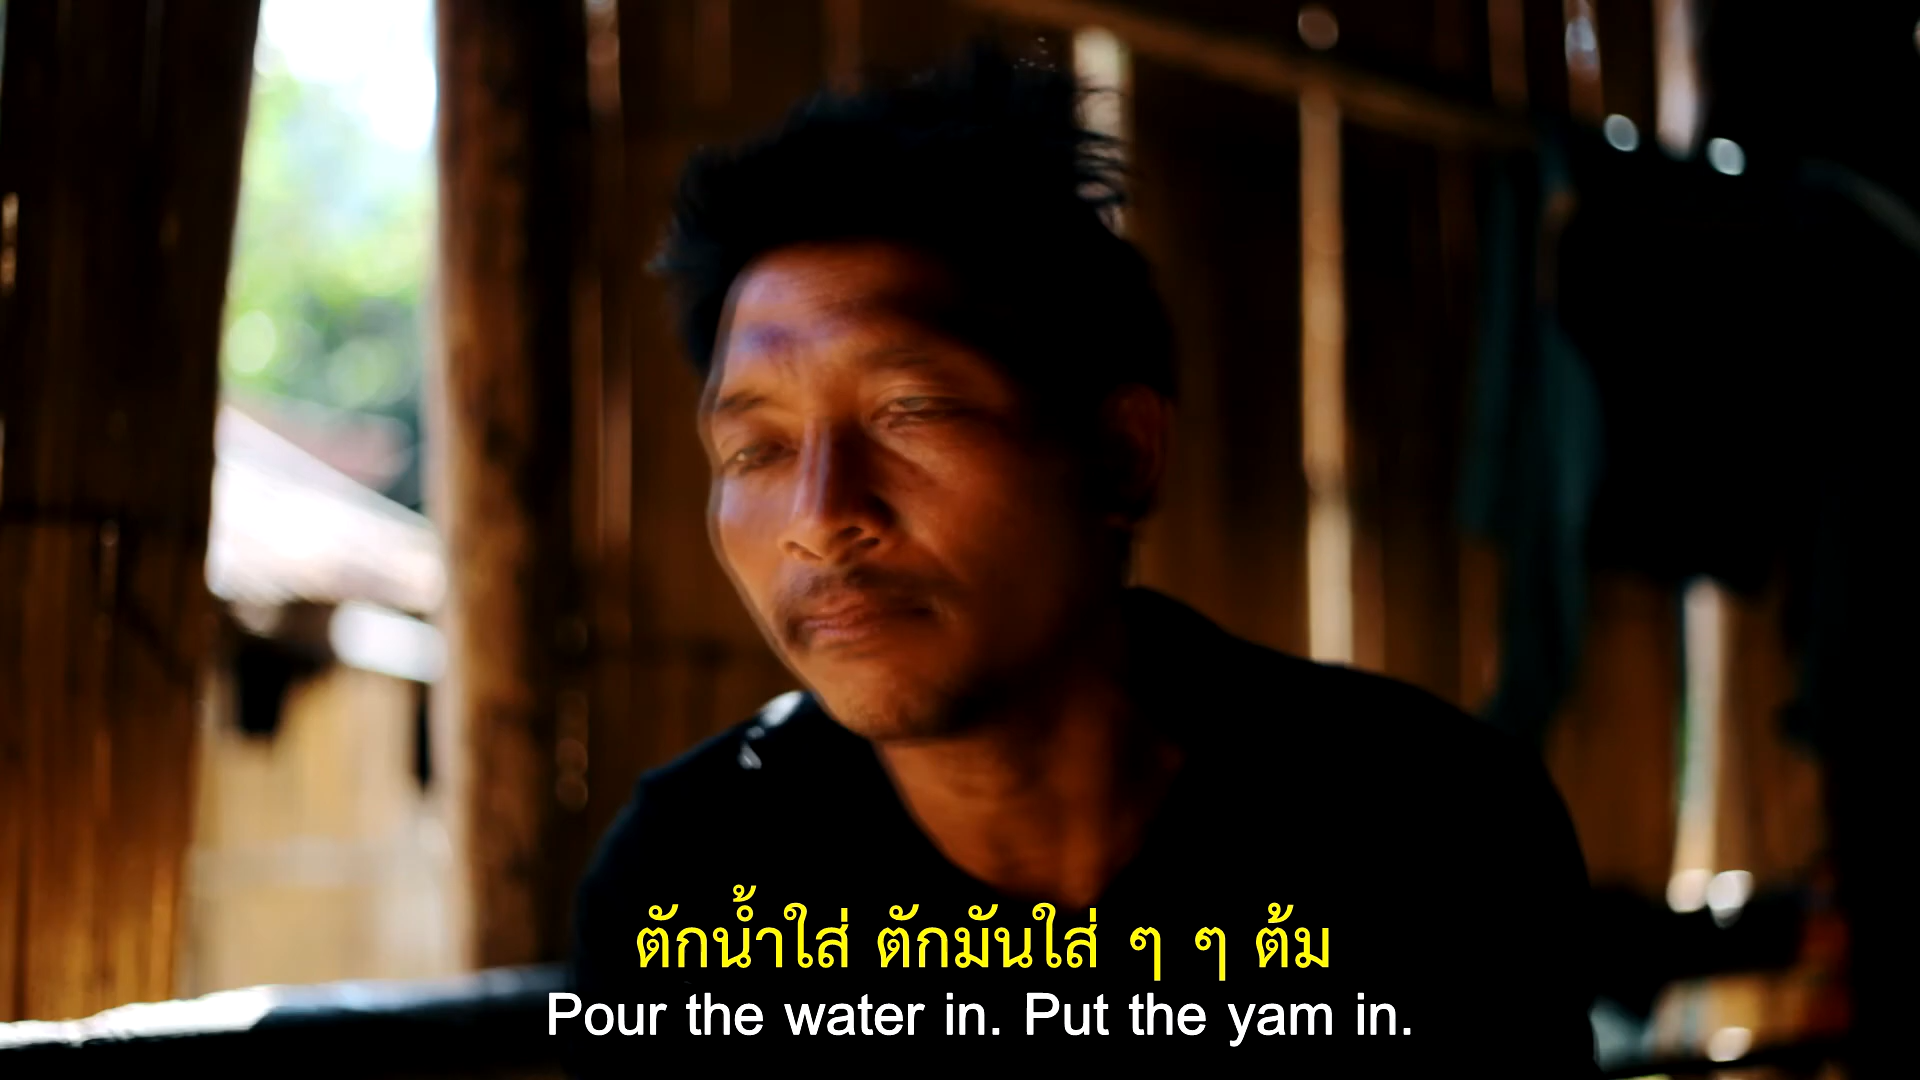 ตักน้ำใส่ ตักมันใส่ ๆ ๆ ต้ม
Pour the water in. Put the yam in.